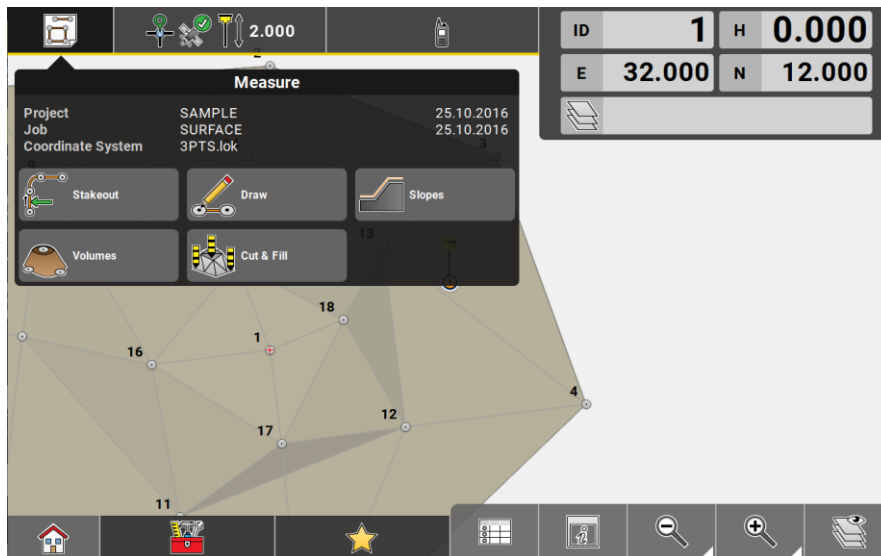 2.000
ID 1 H 0.000
E 32.000 N 12.000
2
Measure
Project SAMPLE 25.10.2016
Job SURFACE 25.10.2016
Coordinate System 3PTS.lok
9
3
Stakeout
Draw
Slopes
13
Volumes
Cut & Fill
18
1
16
4
12
17
11